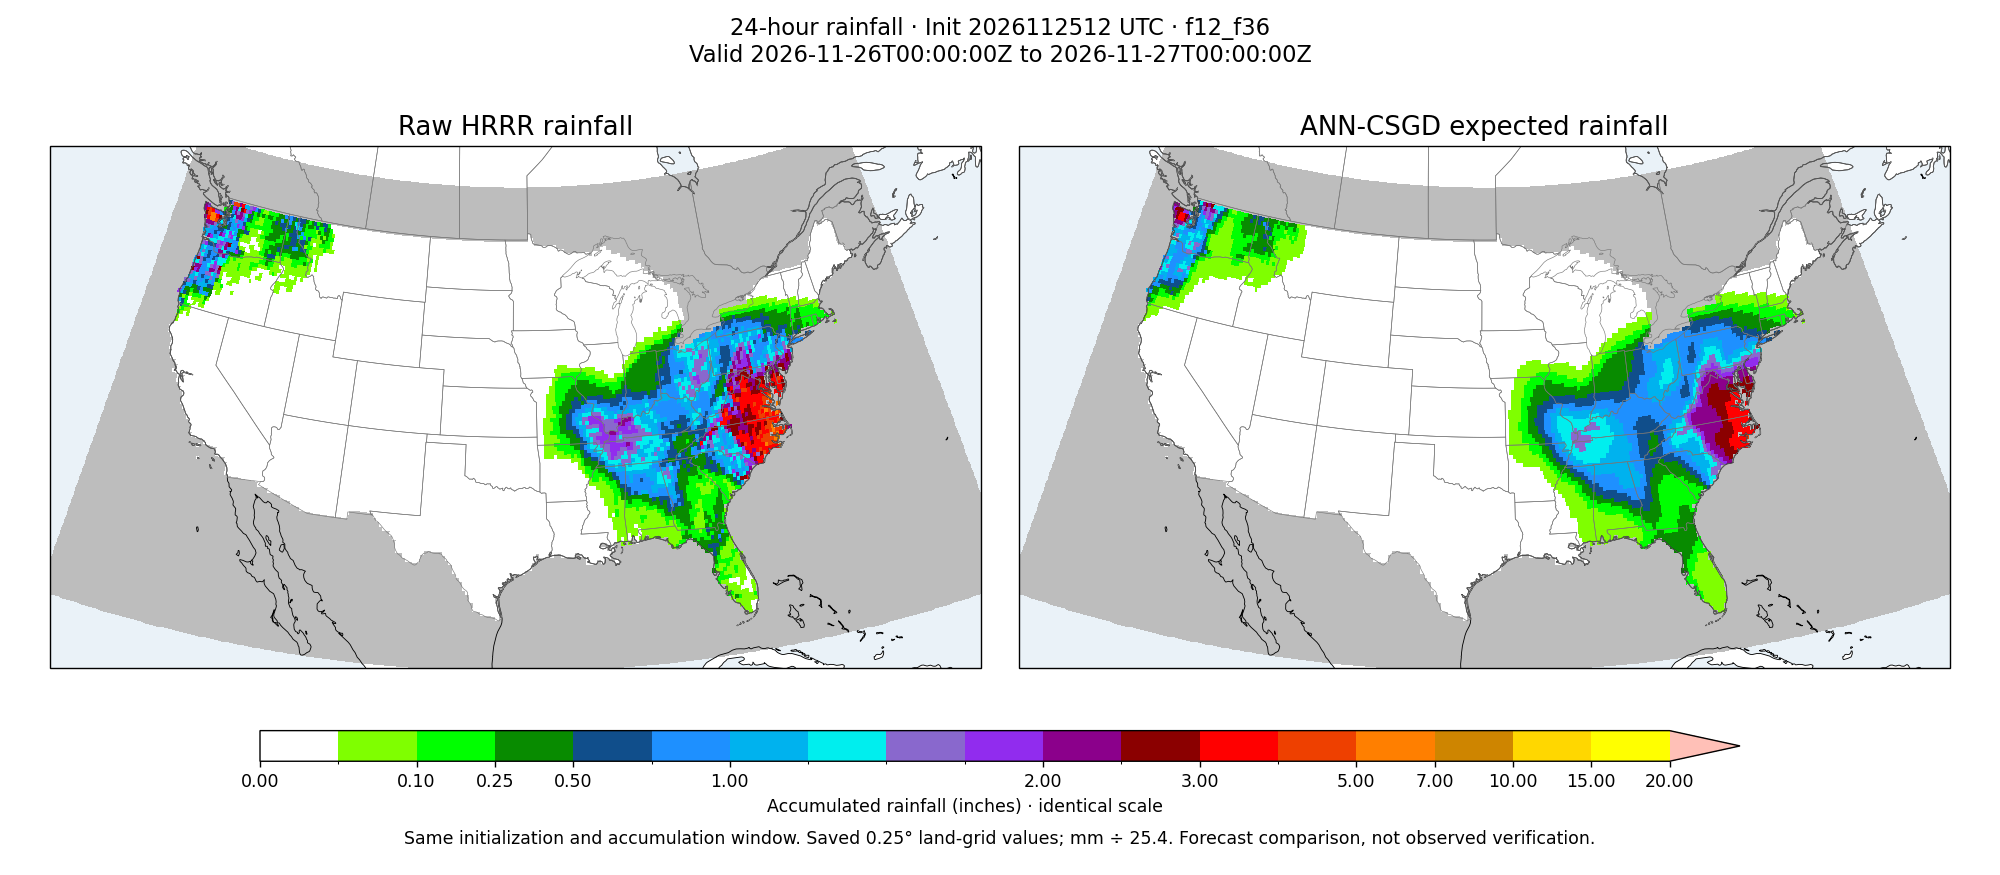 24-hour rainfall · Init 2026112512 UTC · f12_f36
Valid 2026-11-26T00:00:00Z to 2026-11-27T00:00:00Z
Raw HRRR rainfall
ANN-CSGD expected rainfall
0.00 0.10 0.25 0.50 1.00 2.00 3.00 5.00 7.00 10.00 15.00 20.00
Accumulated rainfall (inches) · identical scale
Same initialization and accumulation window. Saved 0.25° land-grid values; mm ÷ 25.4. Forecast comparison, not observed verification.